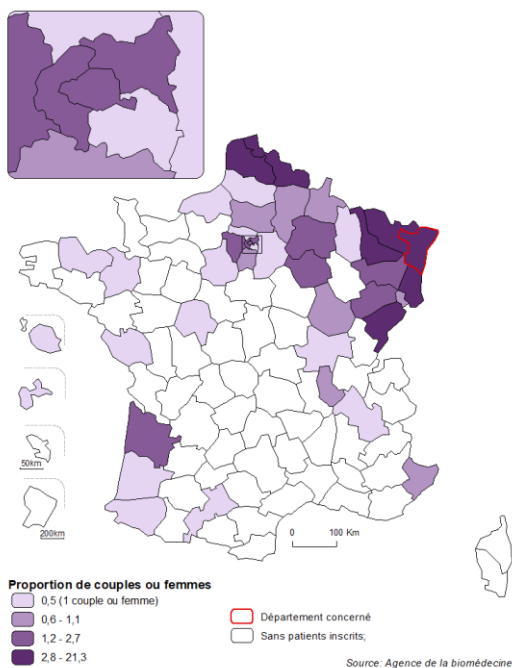 50km
200km
0 100 Km
Proportion de couples ou femmes
0,5 (1 couple ou femme)
0,6 - 1,1
1,2 - 2,7
2,8 - 21,3
Département concerné
Sans patients inscrits;
Source: Agence de la biomédecine